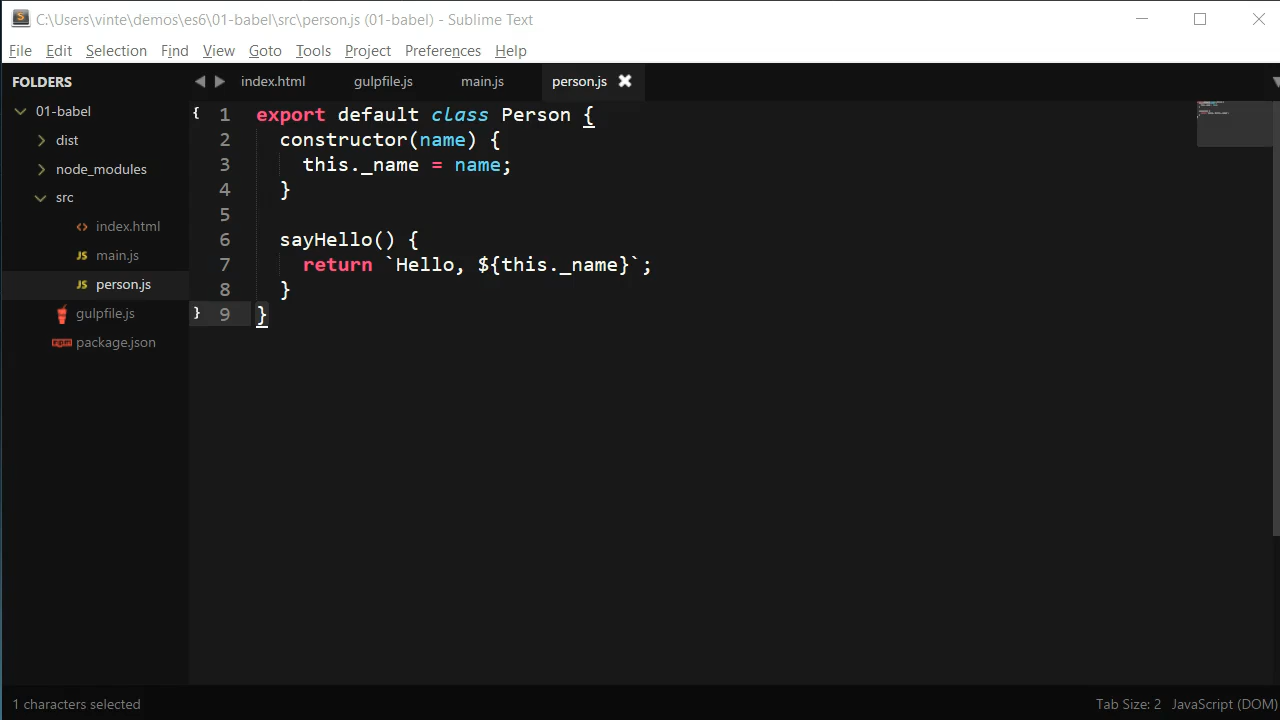 C:\Users\vinte\demos\es6\01-babel\src\person.js (01-babel) - Sublime Text
File Edit Selection Find View Goto Tools Project Preferences Help
FOLDERS
01-babel
dist
node_modules
src
index.html
main.js
person.js
gulpfile.js
package.json
index.html gulpfile.js main.js person.js
{ 1 export default class Person {
2 constructor(name) {
3 this._name = name;
4 }
5
6 sayHello() {
7 return `Hello, ${this._name}`;
8 }
} 9 }
1 characters selected
Tab Size: 2 JavaScript (DOM)